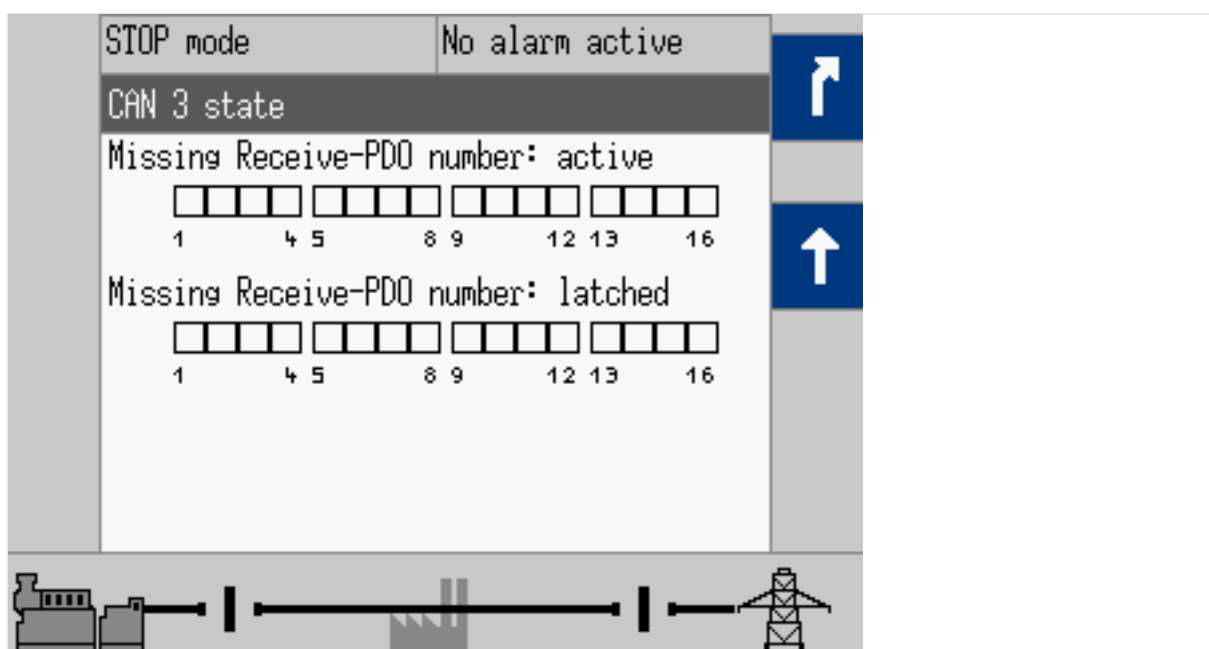 STOP mode No alarm active
CAN 3 state
Missing Receive-PDO number: active
1 4 5 8 9 12 13 16
Missing Receive-PDO number: latched
1 4 5 8 9 12 13 16